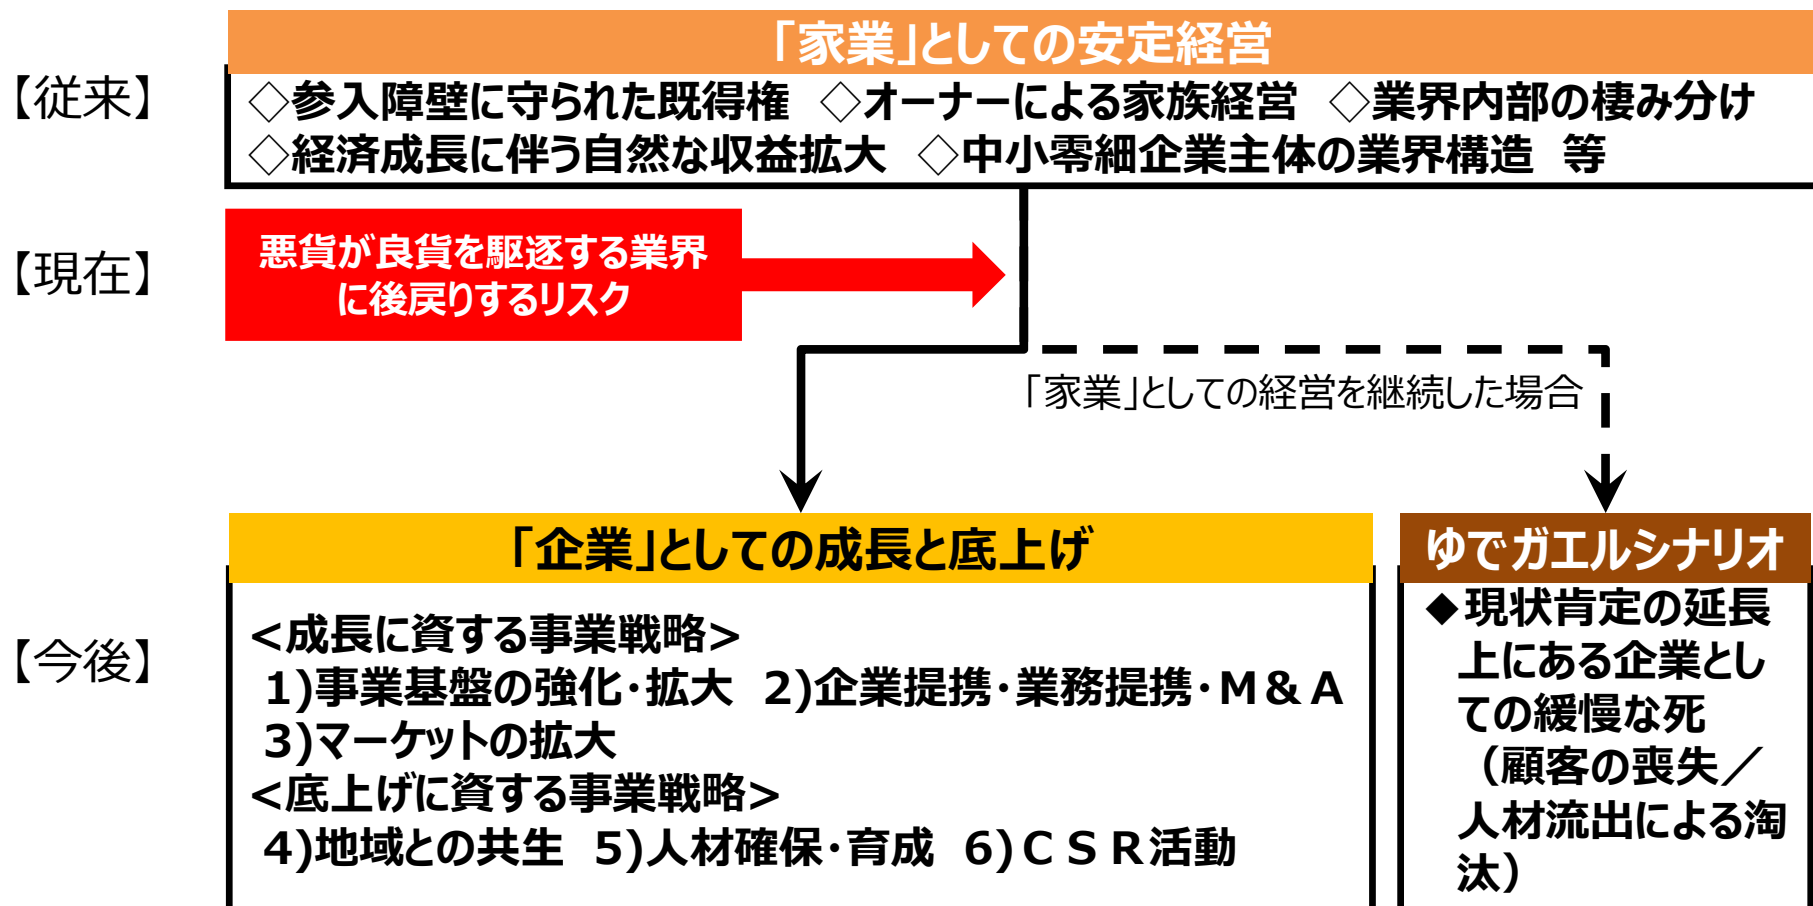 「家業」としての安定経営
【従来】
◇参入障壁に守られた既得権 ◇オーナーによる家族経営 ◇業界内部の棲み分け
◇経済成長に伴う自然な収益拡大 ◇中小零細企業主体の業界構造 等
【現在】
悪貨が良貨を駆逐する業界
に後戻りするリスク
「家業」としての経営を継続した場合
【今後】
「企業」としての成長と底上げ
<成長に資する事業戦略>
1)事業基盤の強化・拡大 2)企業提携・業務提携・M&A
3)マーケットの拡大
<底上げに資する事業戦略>
4)地域との共生 5)人材確保・育成 6)CSR活動
ゆでガエルシナリオ
◆現状肯定の延長
上にある企業とし
ての緩慢な死
(顧客の喪失/
人材流出による淘
汰)